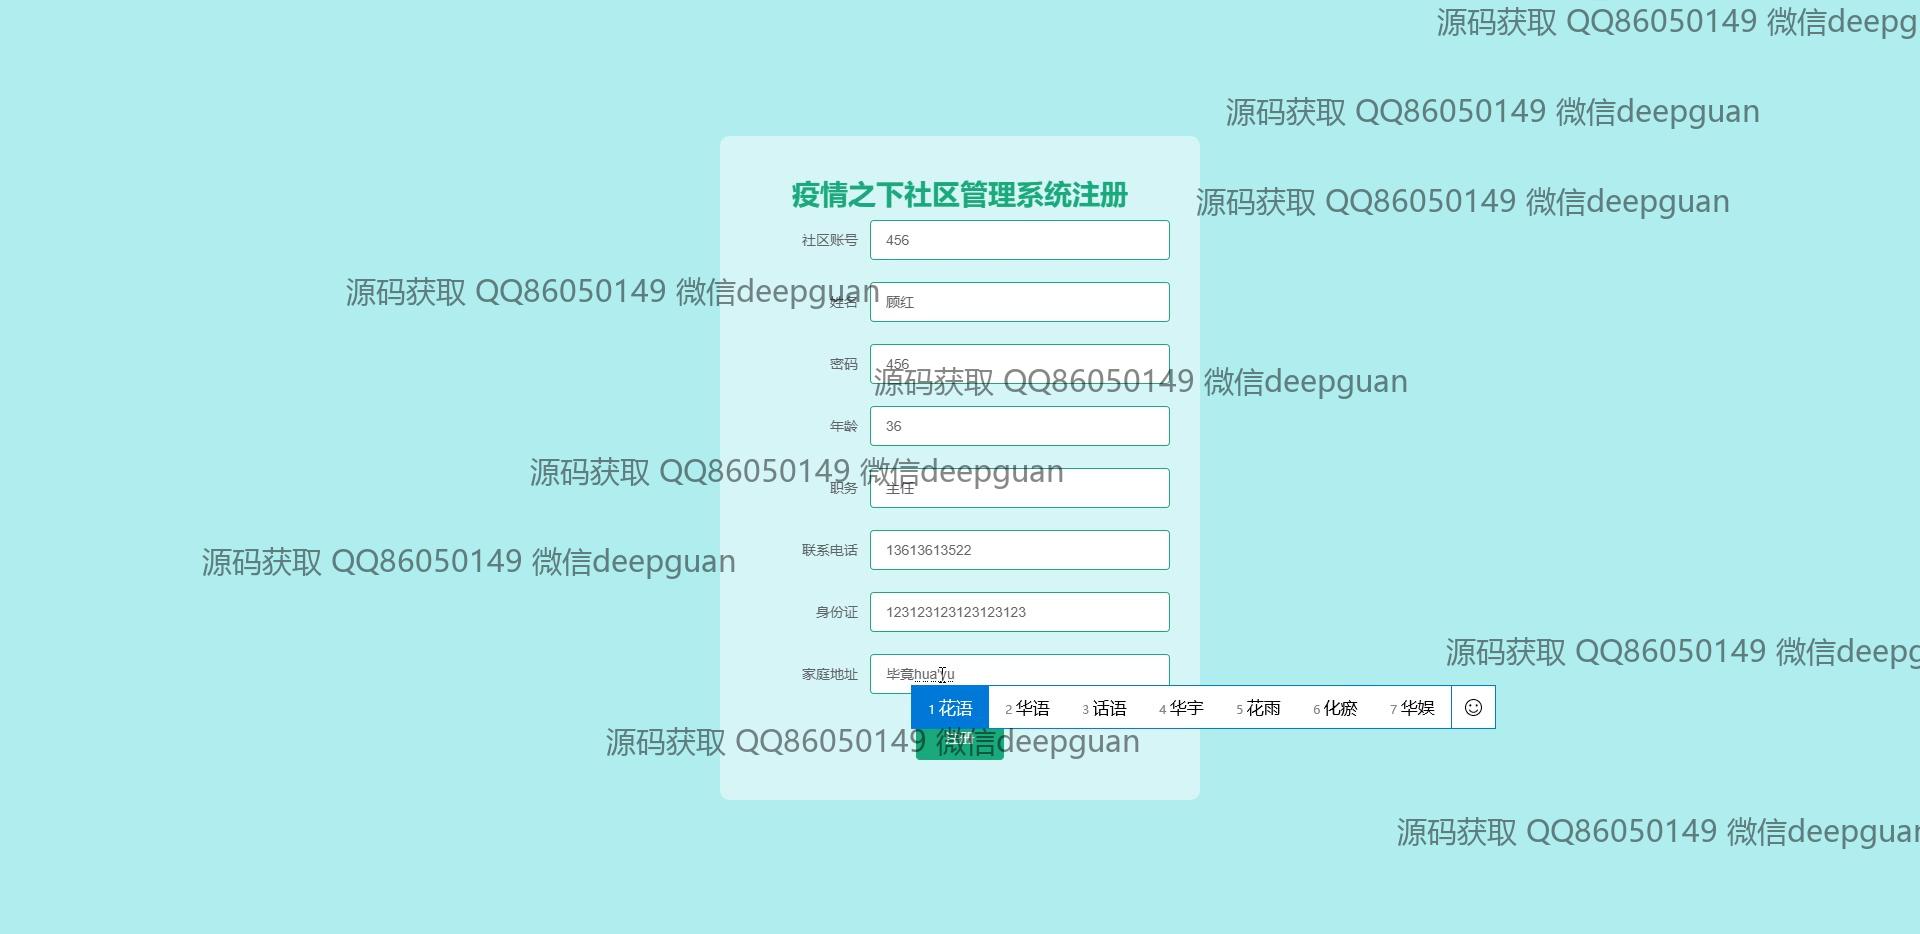 源码获取 QQ86050149 微信deepg
源码获取 QQ86050149 微信deepguan
疫情之下社区管理系统注册
源码获取 QQ86050149 微信deepguan
社区账号 456
源码获取 QQ86050149 微信deepguan
姓名 顾红
密码 456
源码获取 QQ86050149 微信deepguan
年龄 36
源码获取 QQ86050149 微信deepguan
职务 主任
联系电话 13613613522
源码获取 QQ86050149 微信deepguan
身份证 123123123123123123
源码获取 QQ86050149 微信deepg
家庭地址 毕竟hua'yu
1 花语 2 华语 3 话语 4 华宇 5 花雨 6 化瘀 7 华娱
注册
源码获取 QQ86050149 微信deepguan
源码获取 QQ86050149 微信deepguan